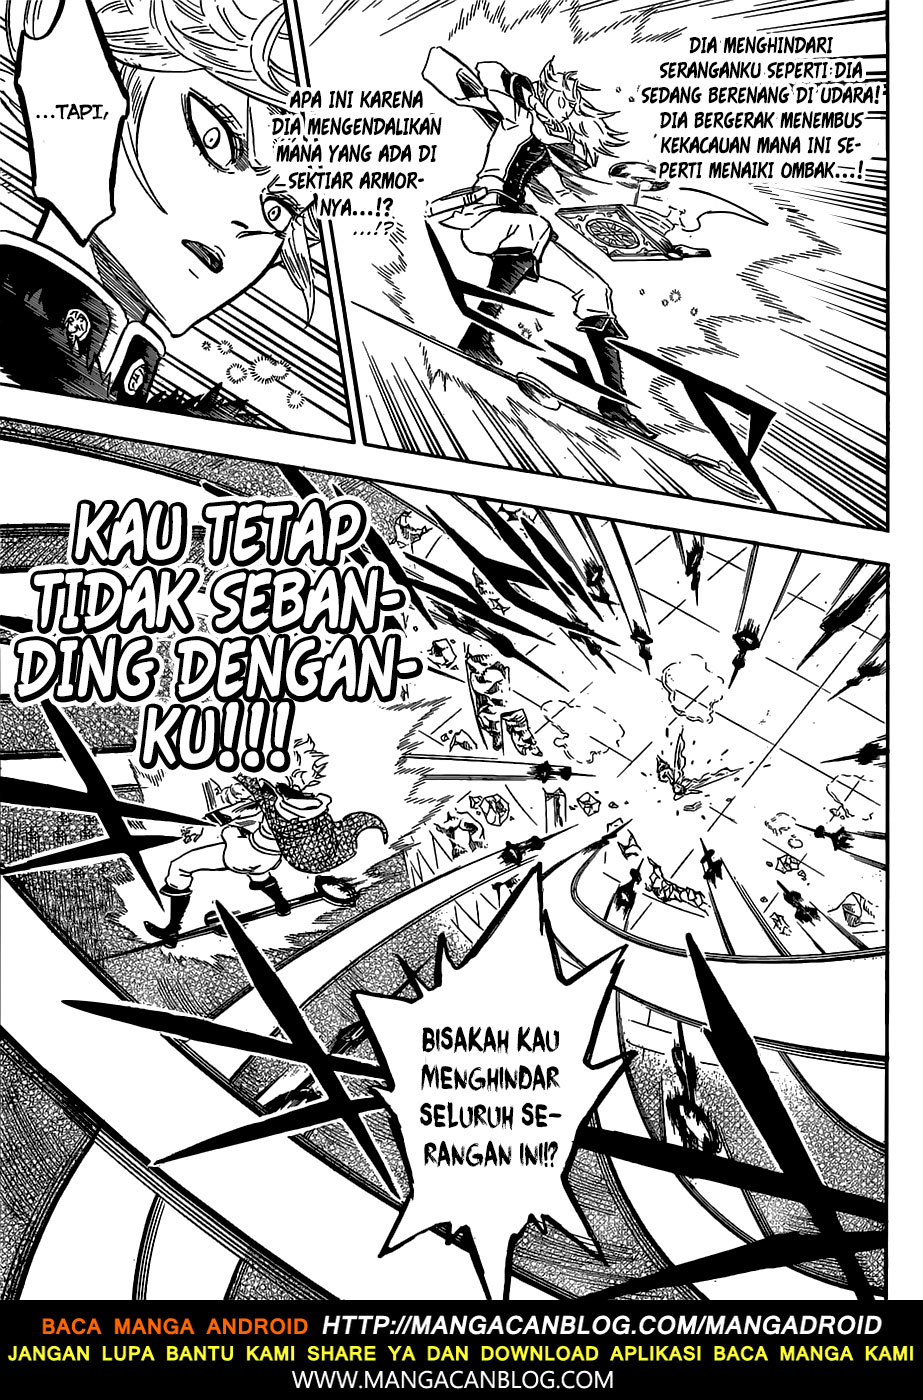 DIA MENGHINDARI
SERANGANKU SEPERTI DIA
SEDANG BERENANG DI UDARA!
DIA BERGERAK MENEMBUS
KEKACAUAN MANA INI SE-
PERTI MENAIKI OMBAK...!
APA INI KARENA
DIA MENGENDALIKAN
MANA YANG ADA DI
SEKTIAR ARMOR-
NYA...!?
...!?
...TAPI,
KAU TETAP
TIDAK SEBAN-
DING DENGAN-
KU!!!
BISAKAH KAU
MENGHINDAR
SELURUH SE-
RANGAN INI!!?
BACA MANGA ANDROID HTTP://MANGACANBLOG.COM/MANGADROID
JANGAN LUPA BANTU KAMI SHARE YA DAN DOWNLOAD APLIKASI BACA MANGA KAMI
WWW.MANGACANBLOG.COM